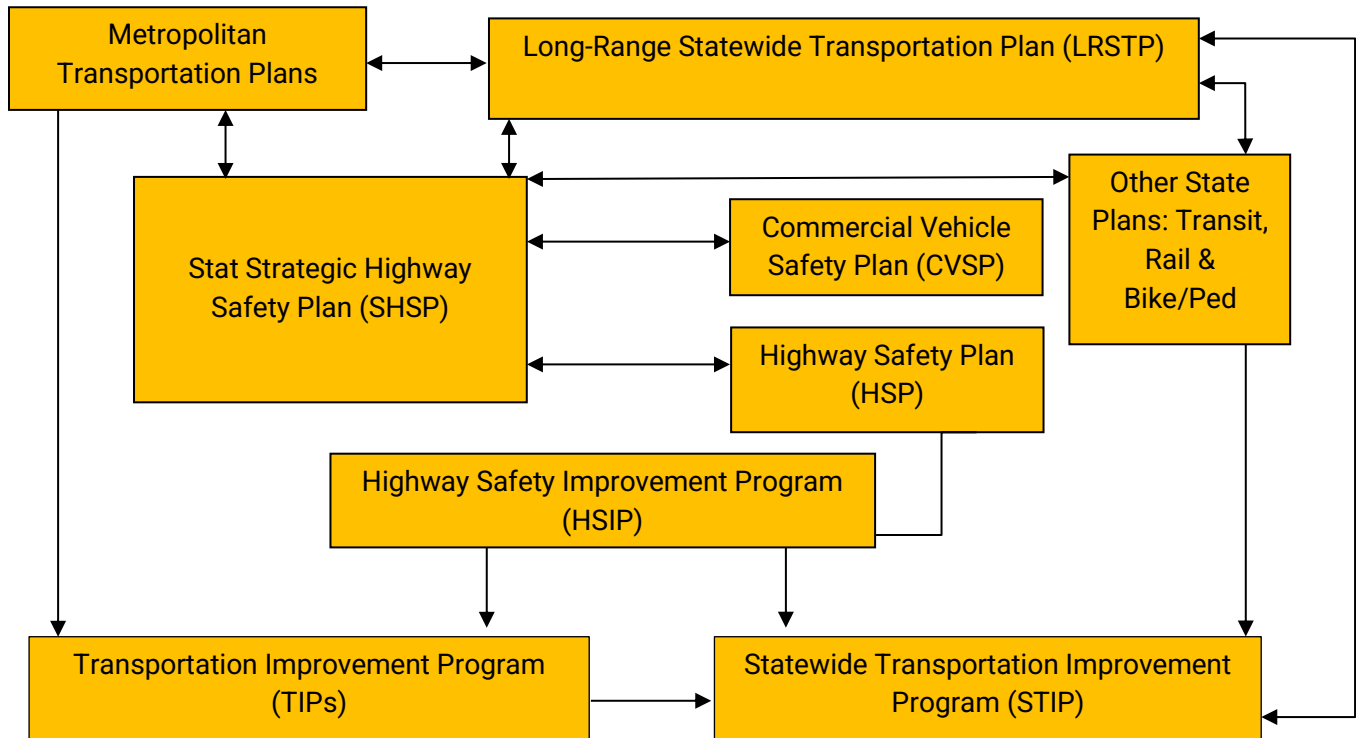 Metropolitan
Transportation Plans
Long-Range Statewide Transportation Plan (LRSTP)
Other State
Plans: Transit,
Rail &
Bike/Ped
Stat Strategic Highway
Safety Plan (SHSP)
Commercial Vehicle
Safety Plan (CVSP)
Highway Safety Plan
(HSP)
Highway Safety Improvement Program
(HSIP)
Transportation Improvement Program
(TIPs)
Statewide Transportation Improvement
Program (STIP)